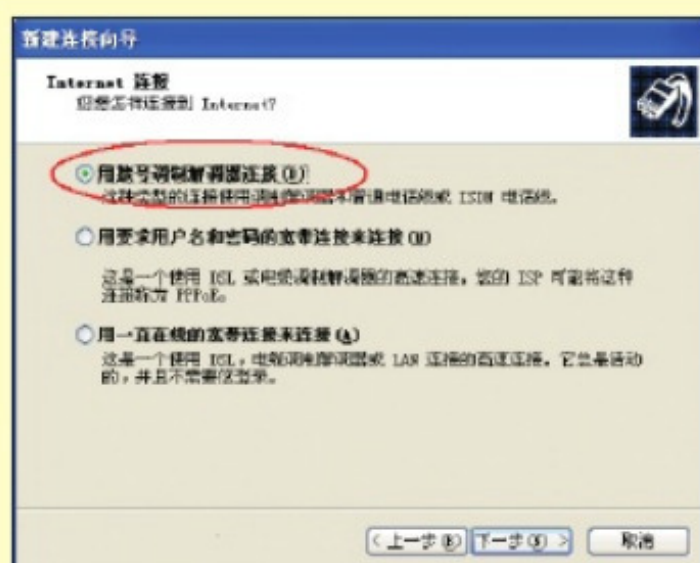 新建连接向导
Internet 连接
您想怎样连接到 Internet?
用拨号调制解调器连接(D)
这种类型的连接使用调制解调器和普通电话线或 ISDN 电话线。
用要求用户名和密码的宽带连接来连接(U)
这是一个使用 DSL 或电缆调制解调器的高速连接。您的 ISP 可能将这种
连接称为 PPPoE。
用一直在线的宽带连接来连接(A)
这是一个使用 DSL,电缆调制解调器或 LAN 连接的高速连接。它总是活动
的,并且不需要您登录。
<上一步(B) 下一步(N)> 取消